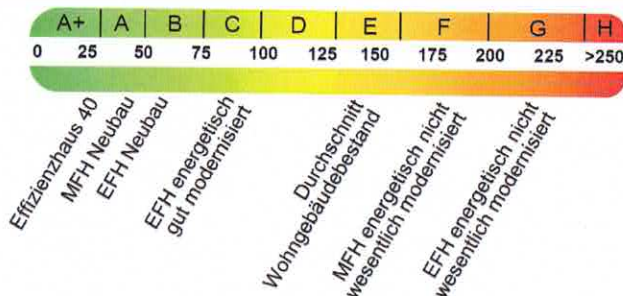 A+ A B C D E F G H
0 25 50 75 100 125 150 175 200 225 >250
Effizienzhaus 40
MFH Neubau
EFH Neubau
EFH energetisch
gut modernisiert
Durchschnitt
Wohngebäudebestand
MFH energetisch nicht
wesentlich modernisiert
EFH energetisch nicht
wesentlich modernisiert